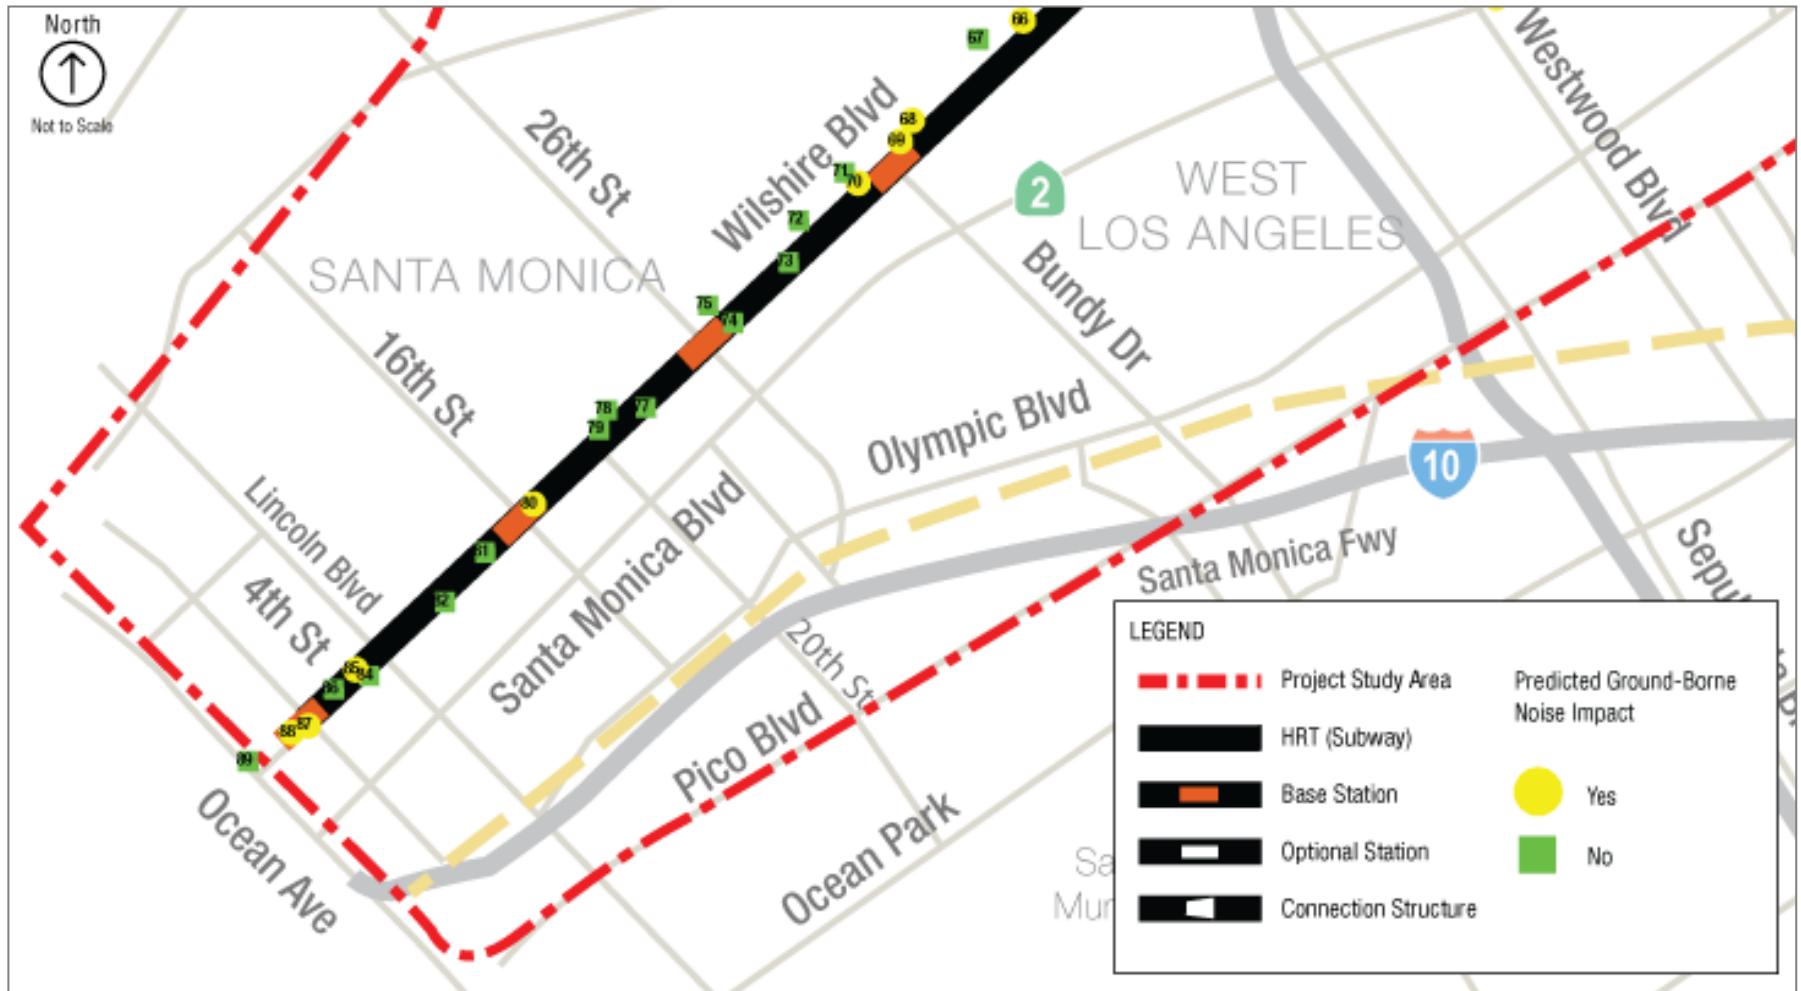 North
Not to Scale
66
67
68
69
70
71
72
73
75
74
77
78
79
80
81
82
85
84
86
87
88
89
26th St
Wilshire Blvd
2
WEST
LOS ANGELES
Westwood Blvd
SANTA MONICA
Bundy Dr
16th St
Olympic Blvd
10
Lincoln Blvd
Santa Monica Blvd
Santa Monica Fwy
4th St
20th St
Pico Blvd
Ocean Ave
Ocean Park
LEGEND
Project Study Area
HRT (Subway)
Base Station
Optional Station
Connection Structure
Predicted Ground-Borne
Noise Impact
Yes
No